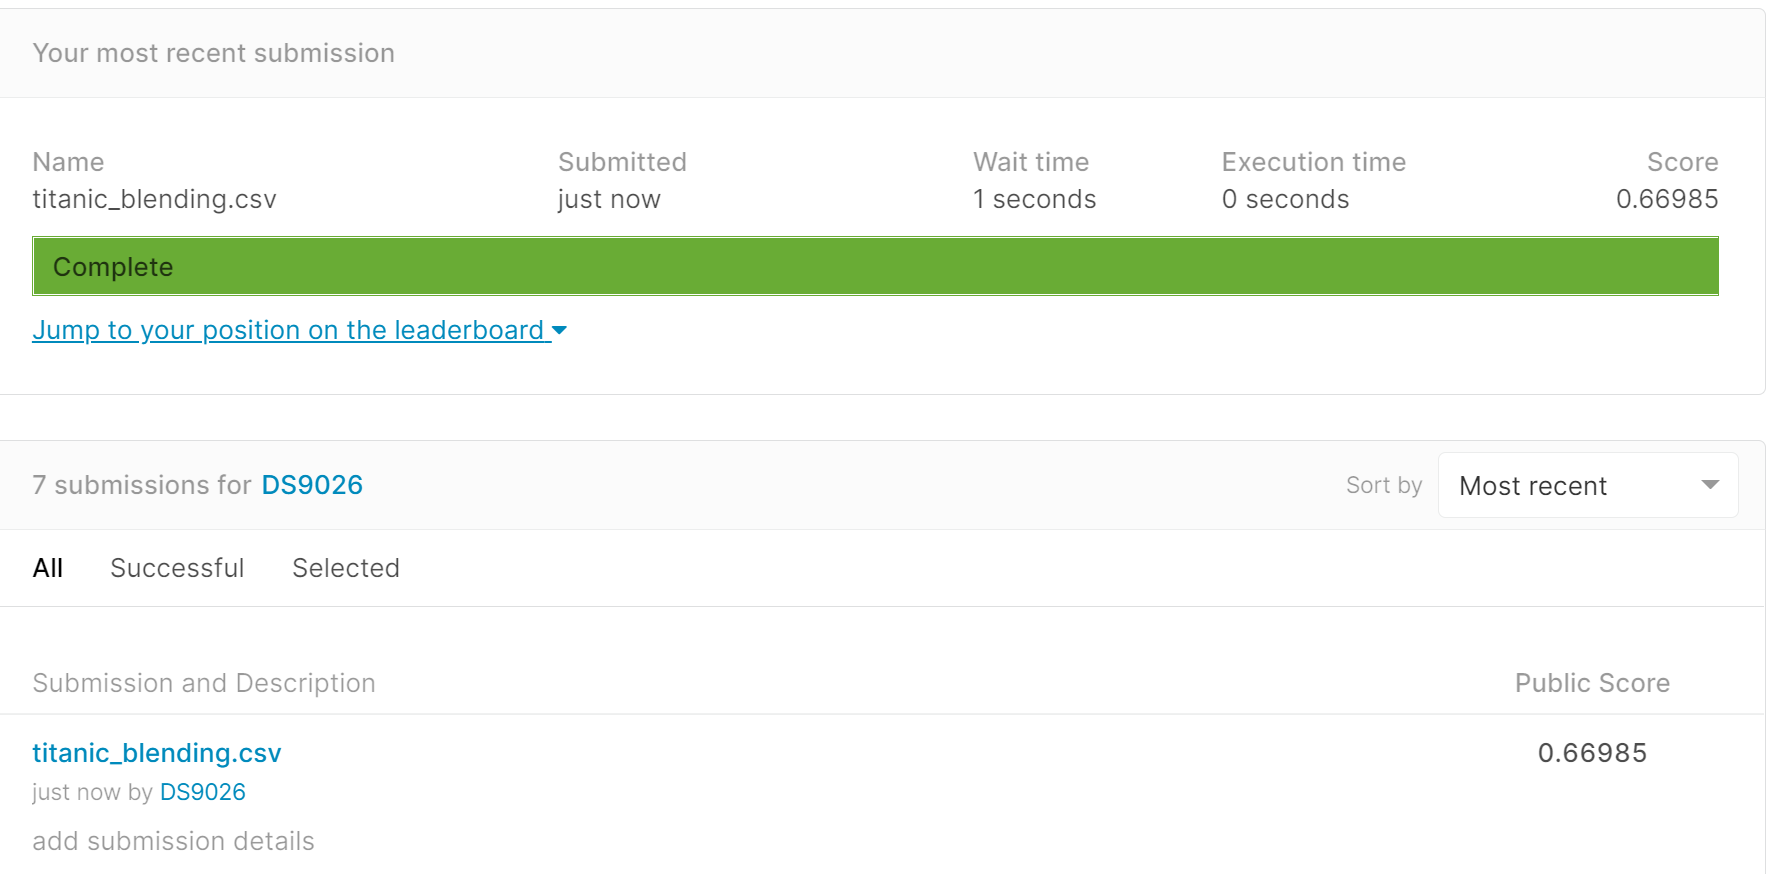 Your most recent submission
Name Submitted Wait time Execution time Score
titanic_blending.csv just now 1 seconds 0 seconds 0.66985
Complete
Jump to your position on the leaderboard
7 submissions for DS9026 Sort by Most recent
All Successful Selected
Submission and Description Public Score
titanic_blending.csv 0.66985
just now by DS9026
add submission details